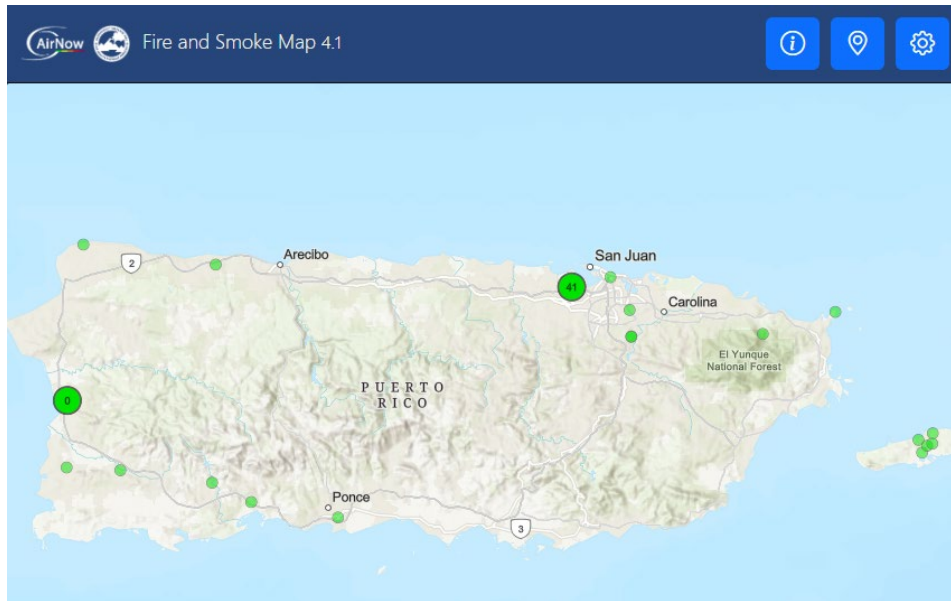 AirNow
Fire and Smoke Map 4.1
i
Arecibo
2
San Juan
41
Carolina
El Yunque
National Forest
PUERTO
RICO
0
Ponce
3